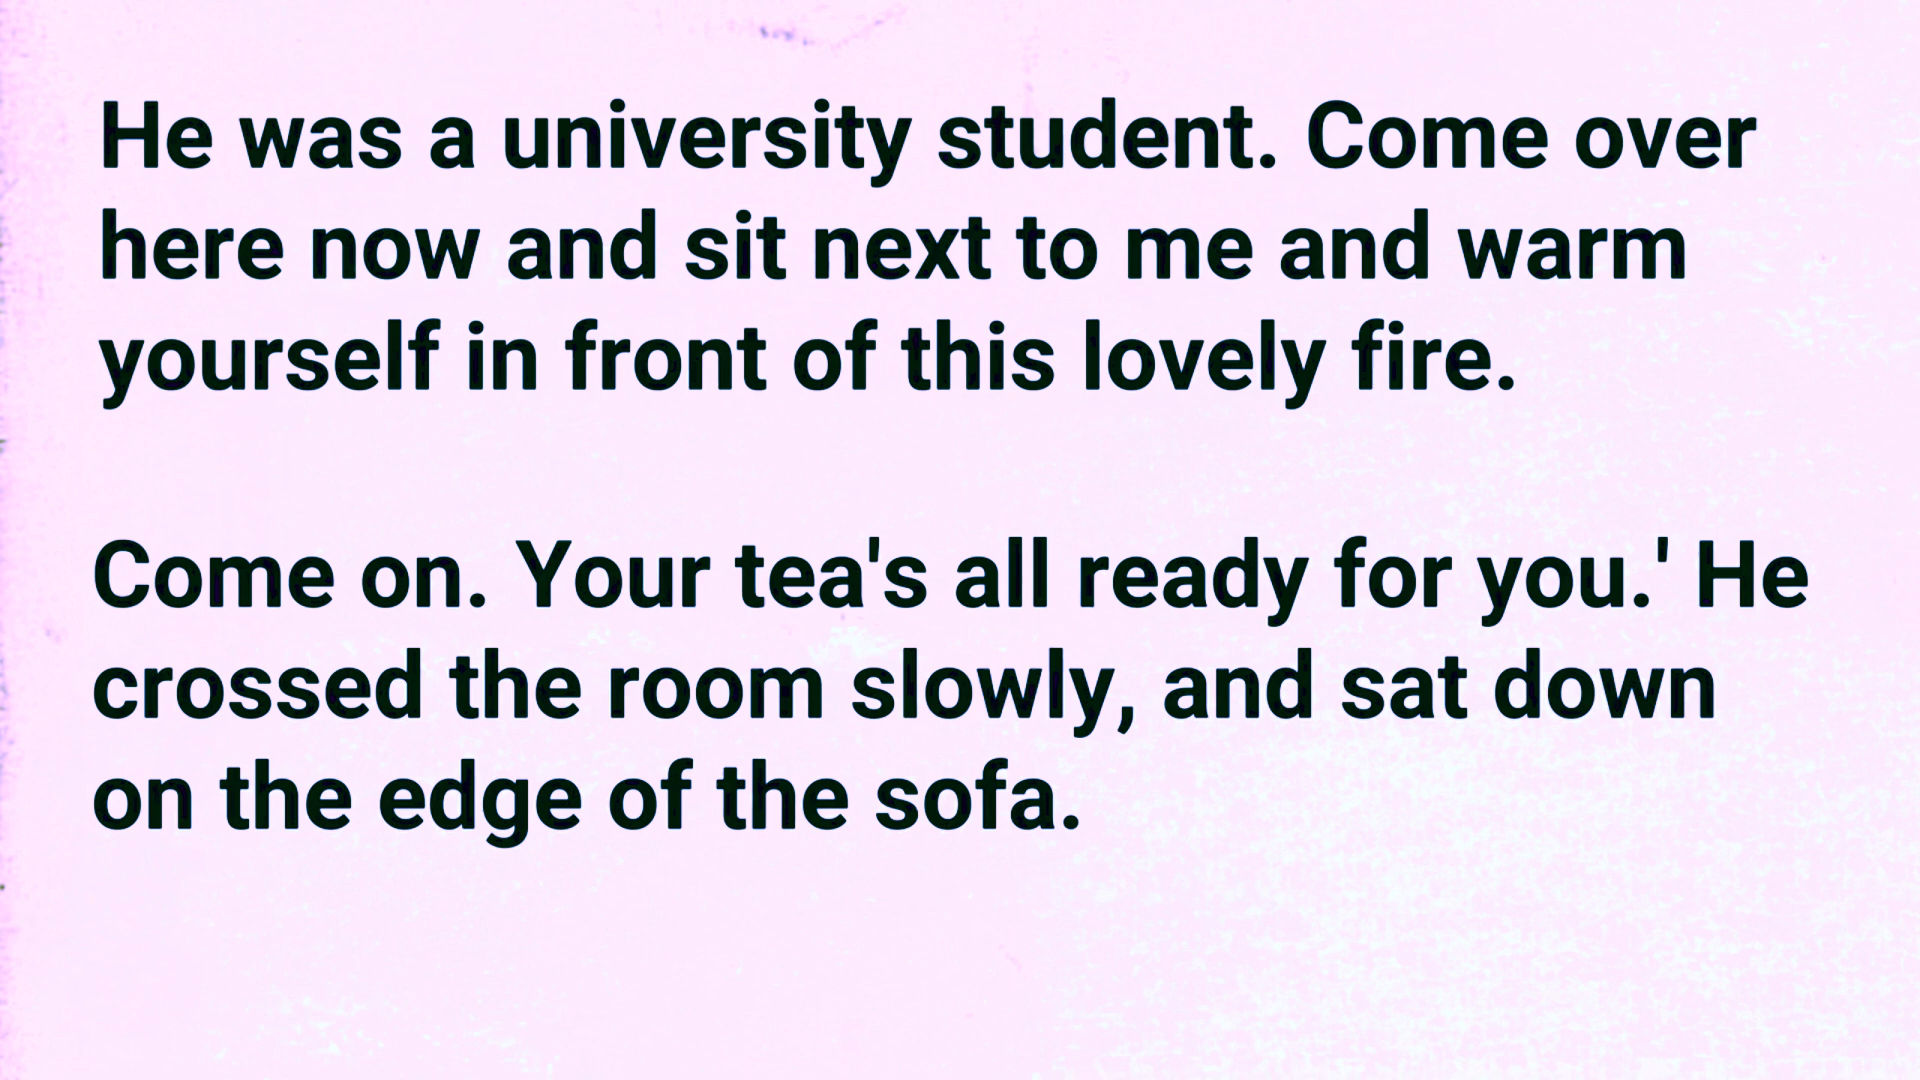 He was a university student. Come over
here now and sit next to me and warm
yourself in front of this lovely fire.
Come on. Your tea's all ready for you.' He
crossed the room slowly, and sat down
on the edge of the sofa.